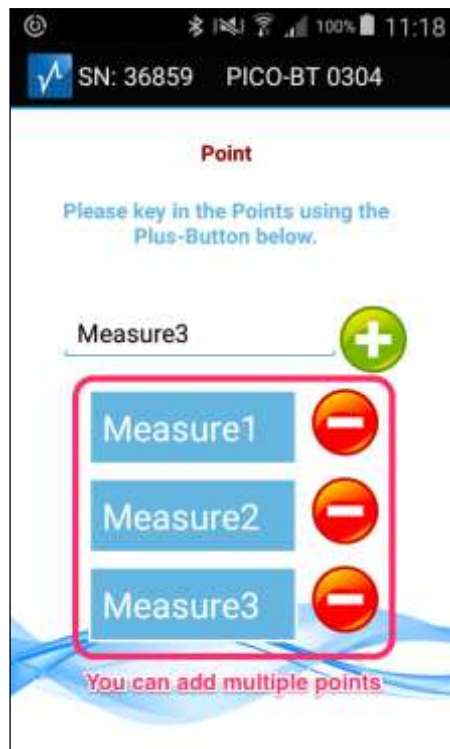 100% 11:18
SN: 36859 PICO-BT 0304
Point
Please key in the Points using the
Plus-Button below.
Measure3
Measure1
Measure2
Measure3
You can add multiple points